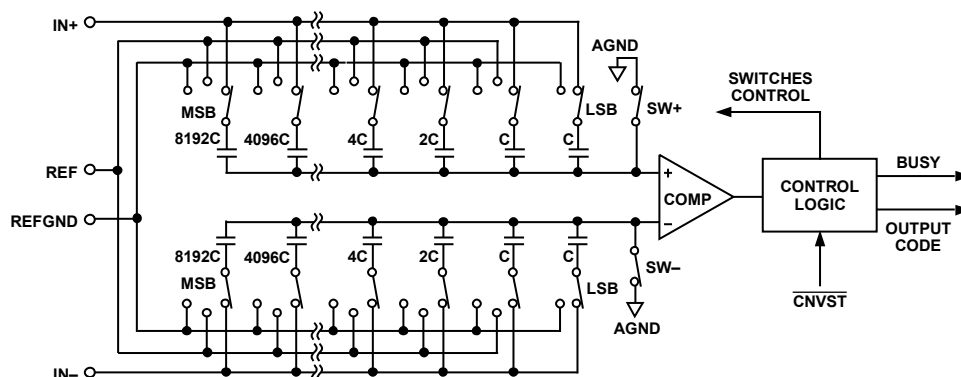 IN+
AGND
SWITCHES
CONTROL
MSB
LSB
SW+
8192C 4096C 4C 2C C C
BUSY
REF
+
COMP
CONTROL
LOGIC
REFGND
–
OUTPUT
CODE
8192C 4096C 4C 2C C C
SW–
MSB
LSB
CNVST
AGND
IN–